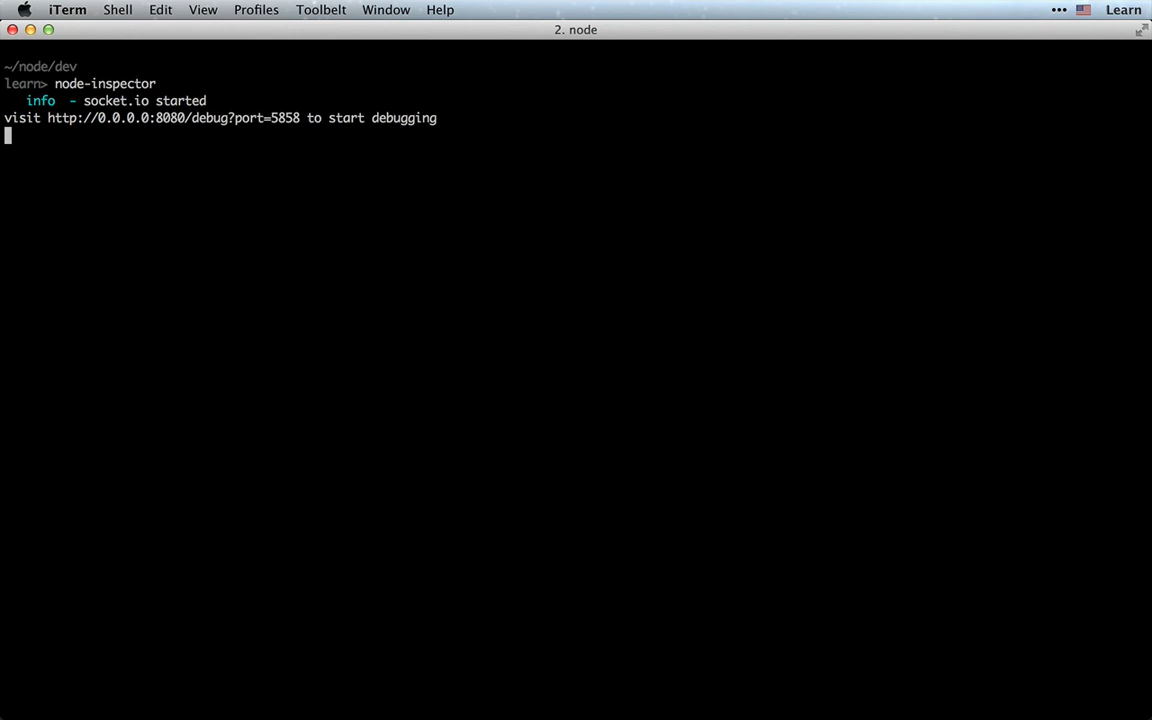 iTerm Shell Edit View Profiles Toolbelt Window Help ••• Learn
2. node
~/node/dev
learn> node-inspector
info - socket.io started
visit http://0.0.0.0:8080/debug?port=5858 to start debugging